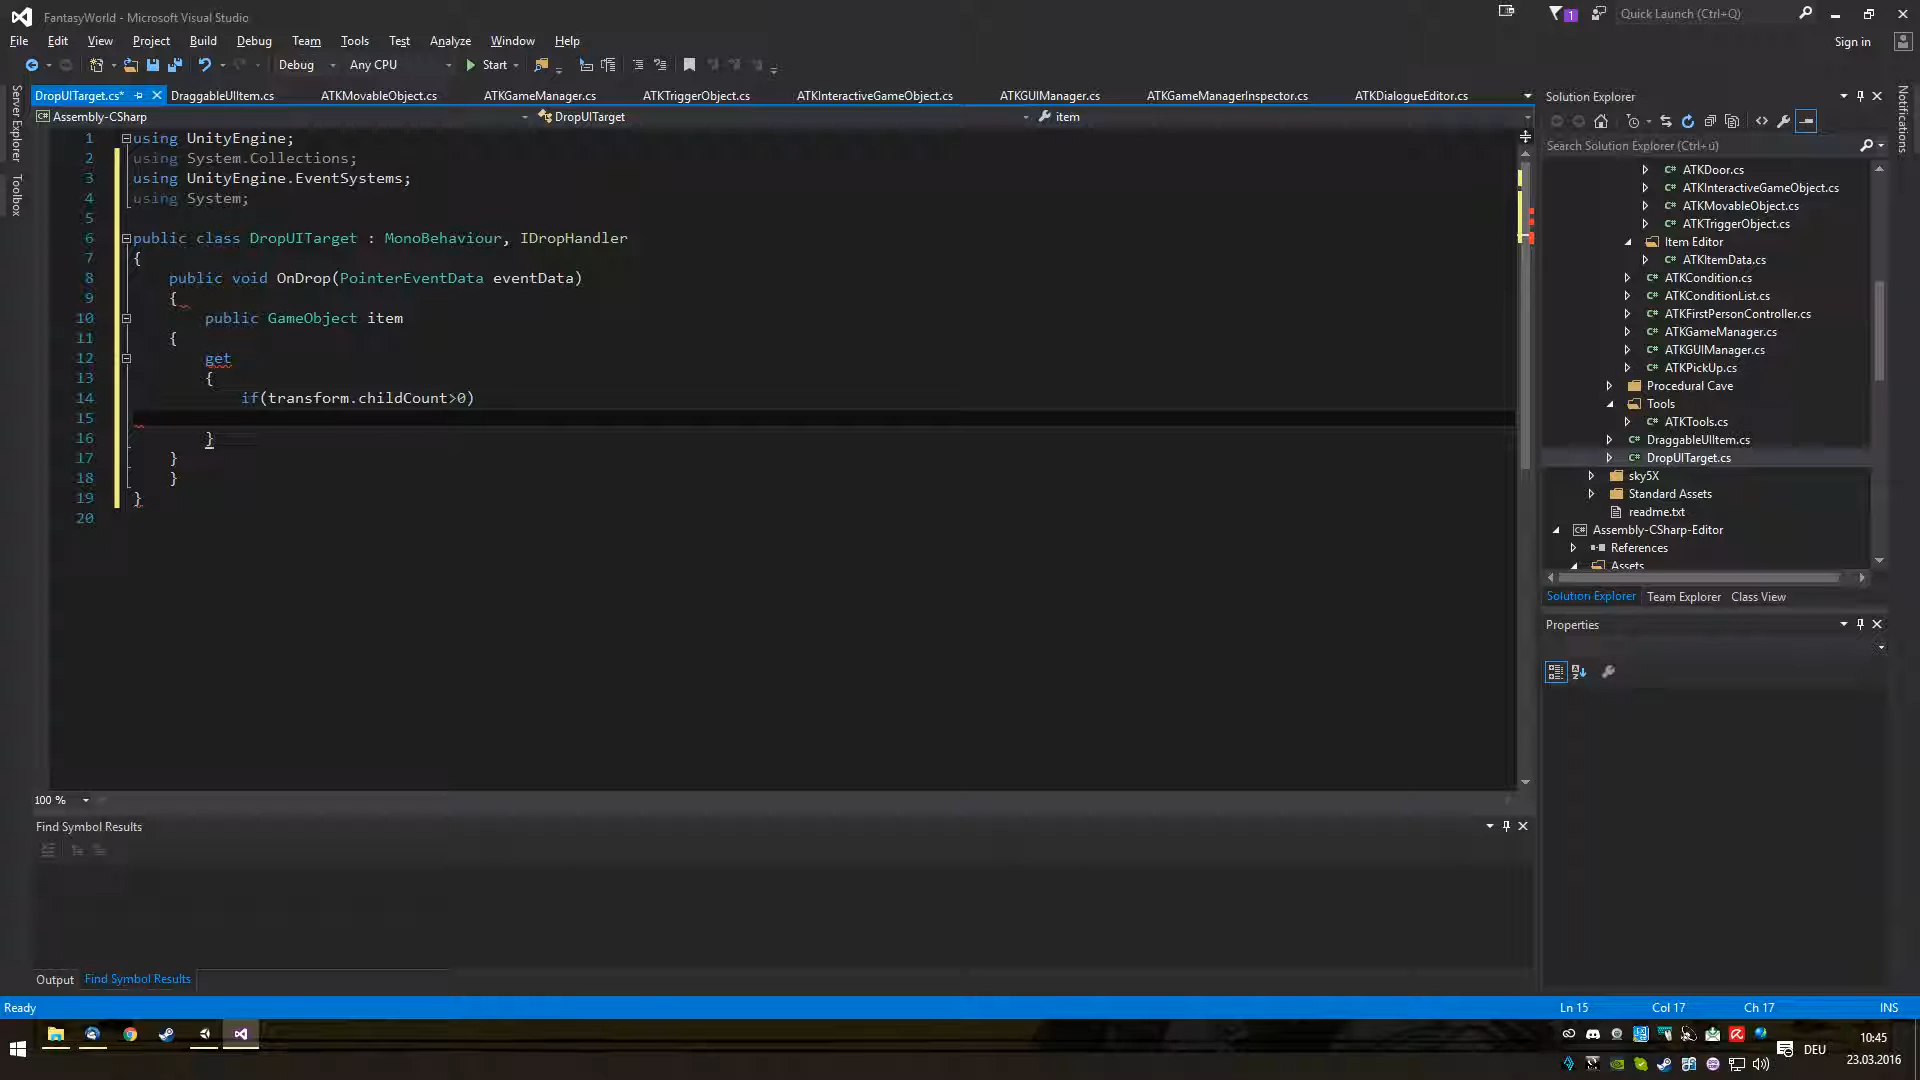 FantasyWorld - Microsoft Visual Studio
1
Quick Launch (Ctrl+Q)
File Edit View Project Build Debug Team Tools Test Analyze Window Help
Sign in
Debug Any CPU Start
Server Explorer
Toolbox
Notifications
DropUITarget.cs* DraggableUIItem.cs ATKMovableObject.cs ATKGameManager.cs ATKTriggerObject.cs ATKInteractiveGameObject.cs ATKGUIManager.cs ATKGameManagerInspector.cs ATKDialogueEditor.cs
Assembly-CSharp DropUITarget item
1 using UnityEngine;
2 using System.Collections;
3 using UnityEngine.EventSystems;
4 using System;
5
6 public class DropUITarget : MonoBehaviour, IDropHandler
7 {
8 public void OnDrop(PointerEventData eventData)
9 {
10 public GameObject item
11 {
12 get
13 {
14 if(transform.childCount>0)
15
16 }
17 }
18 }
19 }
20
100 %
Find Symbol Results
Output Find Symbol Results
Solution Explorer
Search Solution Explorer (Ctrl+ü)
ATKDoor.cs
ATKInteractiveGameObject.cs
ATKMovableObject.cs
ATKTriggerObject.cs
Item Editor
ATKItemData.cs
ATKCondition.cs
ATKConditionList.cs
ATKFirstPersonController.cs
ATKGameManager.cs
ATKGUIManager.cs
ATKPickUp.cs
Procedural Cave
Tools
ATKTools.cs
DraggableUIItem.cs
DropUITarget.cs
sky5X
Standard Assets
readme.txt
Assembly-CSharp-Editor
References
Assets
Solution Explorer Team Explorer Class View
Properties
Ready Ln 15 Col 17 Ch 17 INS
DEU
10:45
23.03.2016